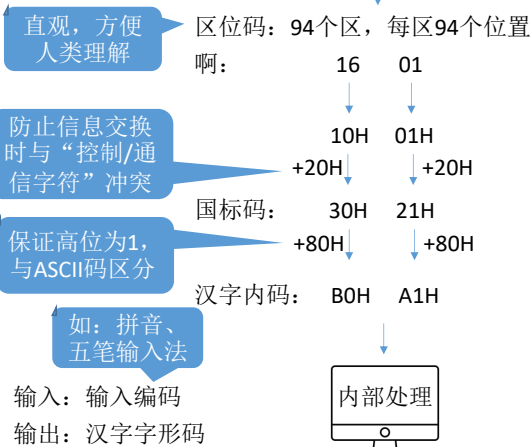 直观，方便
人类理解
区位码：94个区，每区94个位置
啊： 16 01
防止信息交换
时与“控制/通
信字符”冲突
10H 01H
+20H +20H
国标码： 30H 21H
保证高位为1，
与ASCII码区分
+80H +80H
汉字内码： B0H A1H
如：拼音、
五笔输入法
输入：输入编码
输出：汉字字形码
内部处理